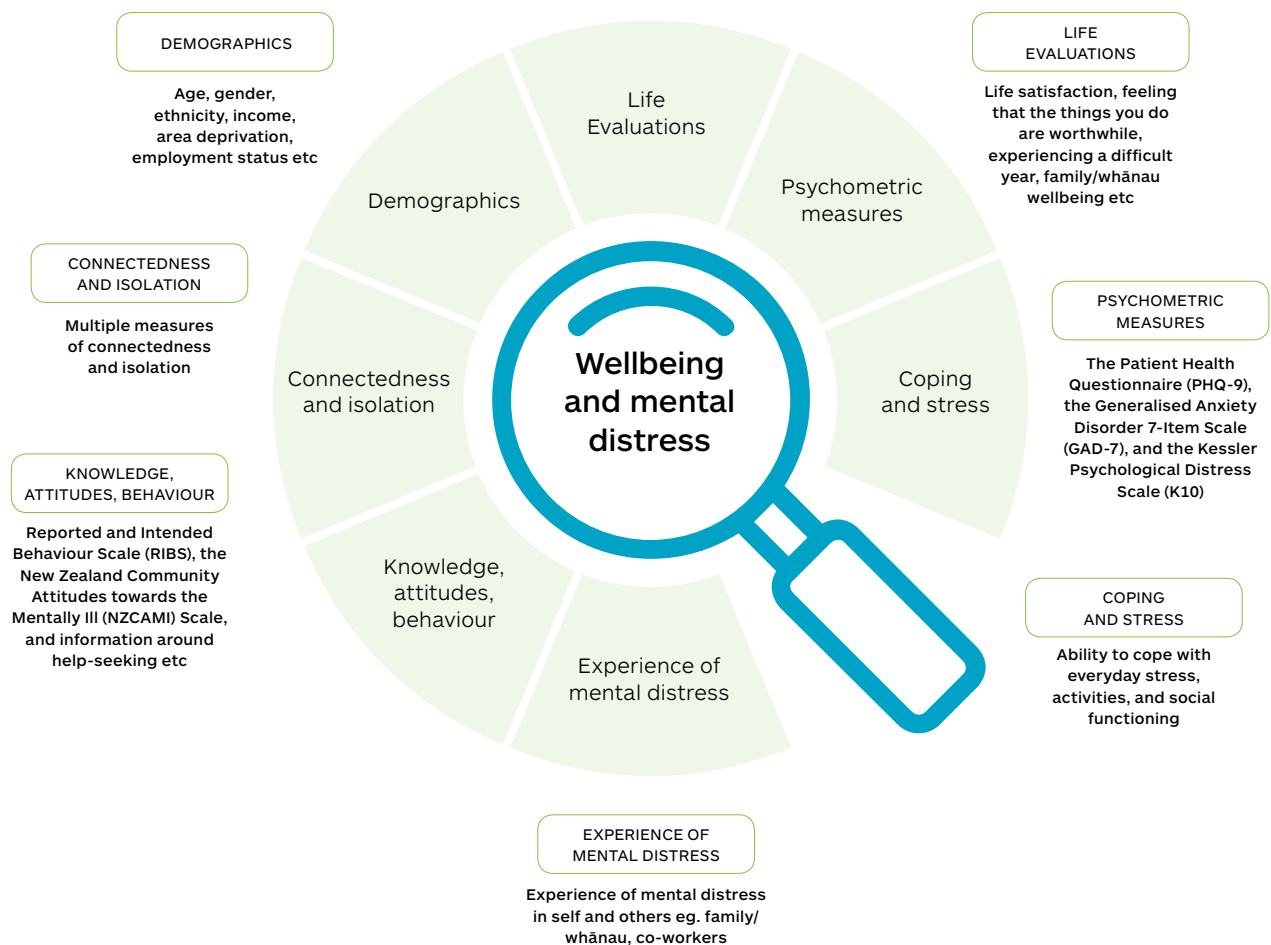 DEMOGRAPHICS
Age, gender,
ethnicity, income,
area deprivation,
employment status etc
CONNECTEDNESS
AND ISOLATION
Multiple measures
of connectedness
and isolation
KNOWLEDGE,
ATTITUDES, BEHAVIOUR
Reported and Intended
Behaviour Scale (RIBS), the
New Zealand Community
Attitudes towards the
Mentally Ill (NZCAMI) Scale,
and information around
help-seeking etc
Life
Evaluations
Demographics
Psychometric
measures
Connectedness
and isolation
Wellbeing
and mental
distress
Coping
and stress
Knowledge,
attitudes,
behaviour
Experience of
mental distress
LIFE
EVALUATIONS
Life satisfaction, feeling
that the things you do
are worthwhile,
experiencing a difficult
year, family/whānau
wellbeing etc
PSYCHOMETRIC
MEASURES
The Patient Health
Questionnaire (PHQ-9),
the Generalised Anxiety
Disorder 7-Item Scale
(GAD-7), and the Kessler
Psychological Distress
Scale (K10)
COPING
AND STRESS
Ability to cope with
everyday stress,
activities, and social
functioning
EXPERIENCE OF
MENTAL DISTRESS
Experience of mental distress
in self and others eg. family/
whānau, co-workers